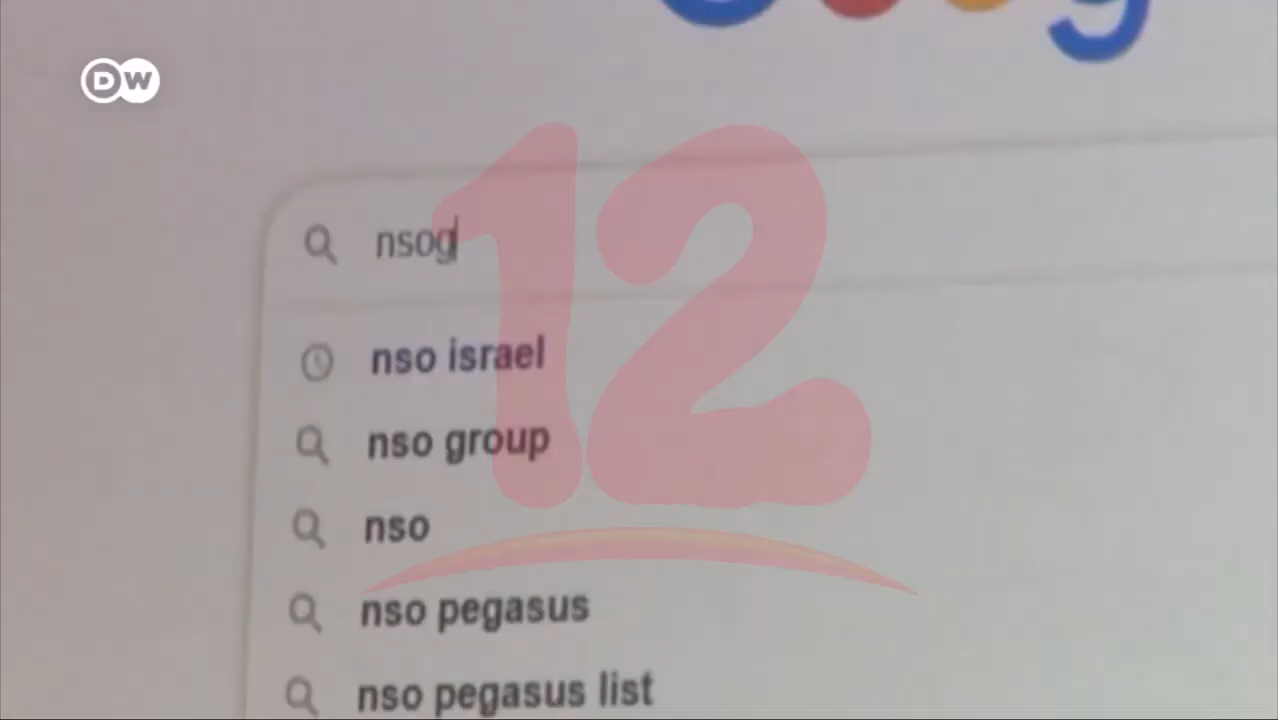 DW
12
nsog
nso israel
nso group
nso
nso pegasus
nso pegasus list